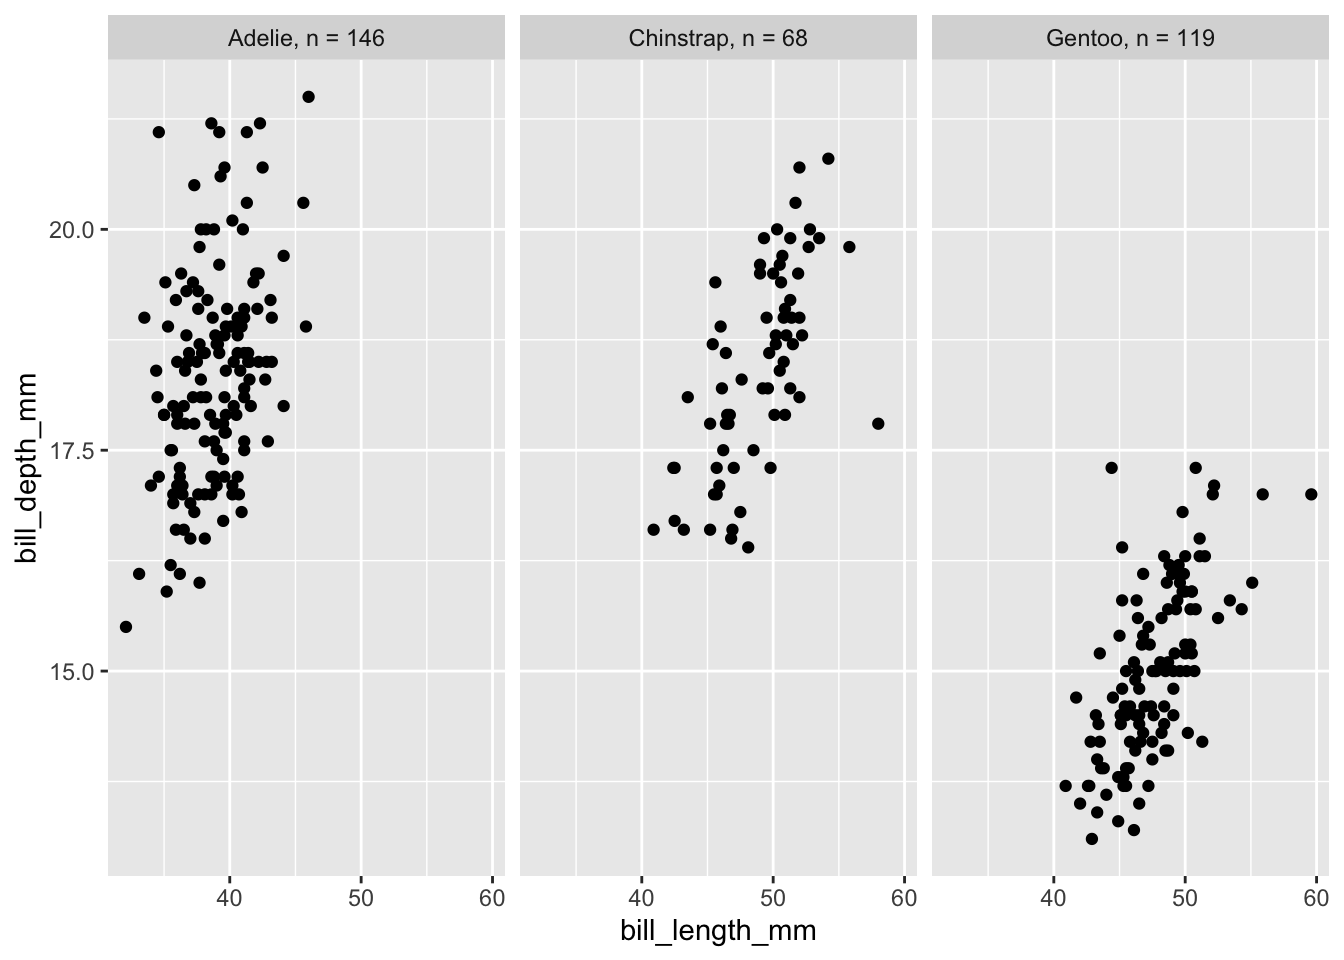 Adelie, n = 146
Chinstrap, n = 68
Gentoo, n = 119
bill_depth_mm
20.0
17.5
15.0
40 50 60
40 50 60
40 50 60
bill_length_mm